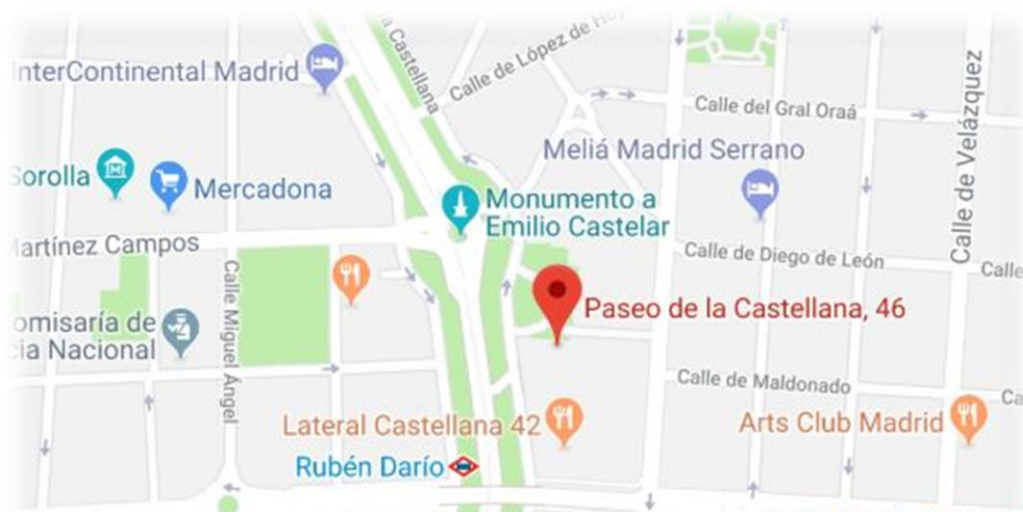 la Castellana
Calle de López de Ho
InterContinental Madrid
Calle del Gral Oraá
Meliá Madrid Serrano
Calle de Velázquez
Sorolla
Mercadona
Monumento a
Emilio Castelar
Martínez Campos
Calle de Diego de León
Calle
Calle Miguel Ángel
Paseo de la Castellana, 46
omisaría de
cia Nacional
Calle de Maldonado
Ca
Lateral Castellana 42
Arts Club Madrid
Rubén Darío